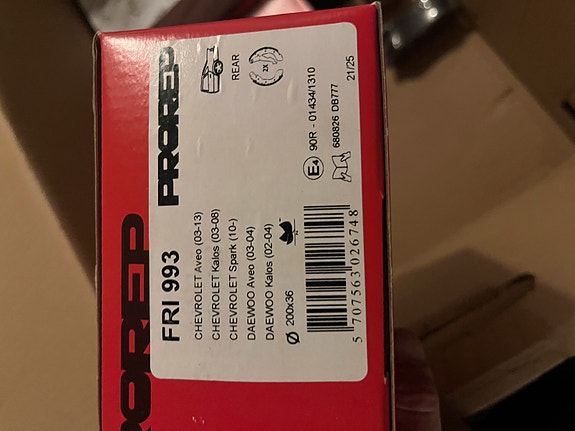 PROREP
PROREP
REAR
2X
FRI 993
CHEVROLET Aveo (03-13)
CHEVROLET Kalos (03-08)
CHEVROLET Spark (10-)
DAEWOO Aveo (03-04)
DAEWOO Kalos (02-04)
Ø 200x36
E4 90R - 01434/1310
680826 DB777
21/25
5 707563 026748